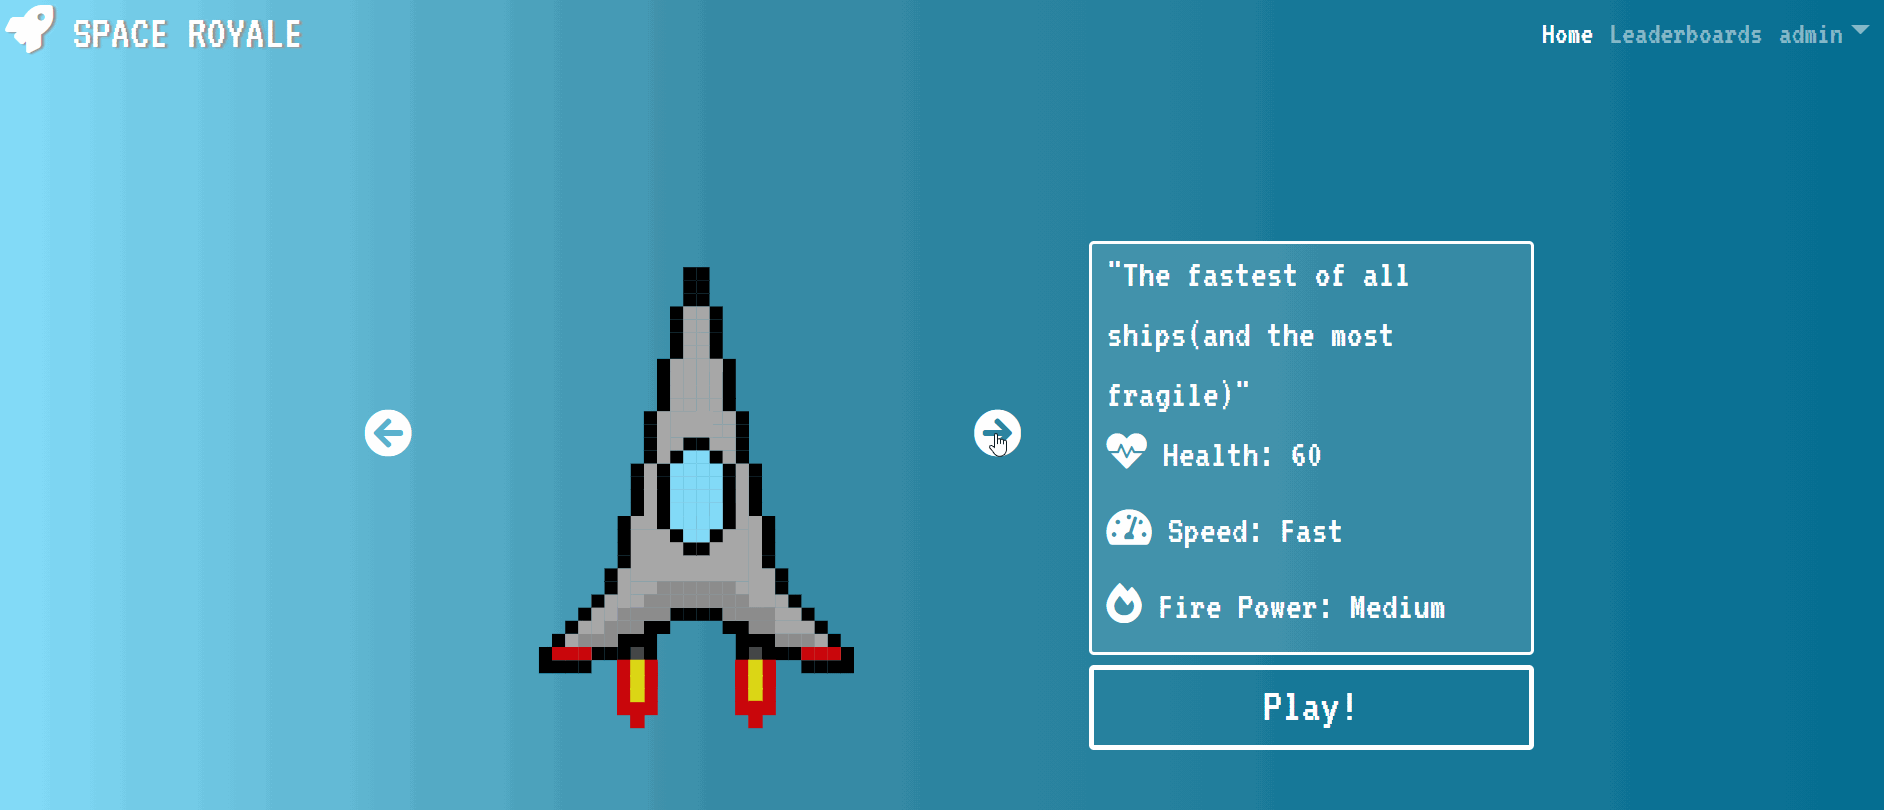 SPACE ROYALE
Home Leaderboards admin
"The fastest of all
ships(and the most
fragile)"
Health: 60
Speed: Fast
Fire Power: Medium
Play!